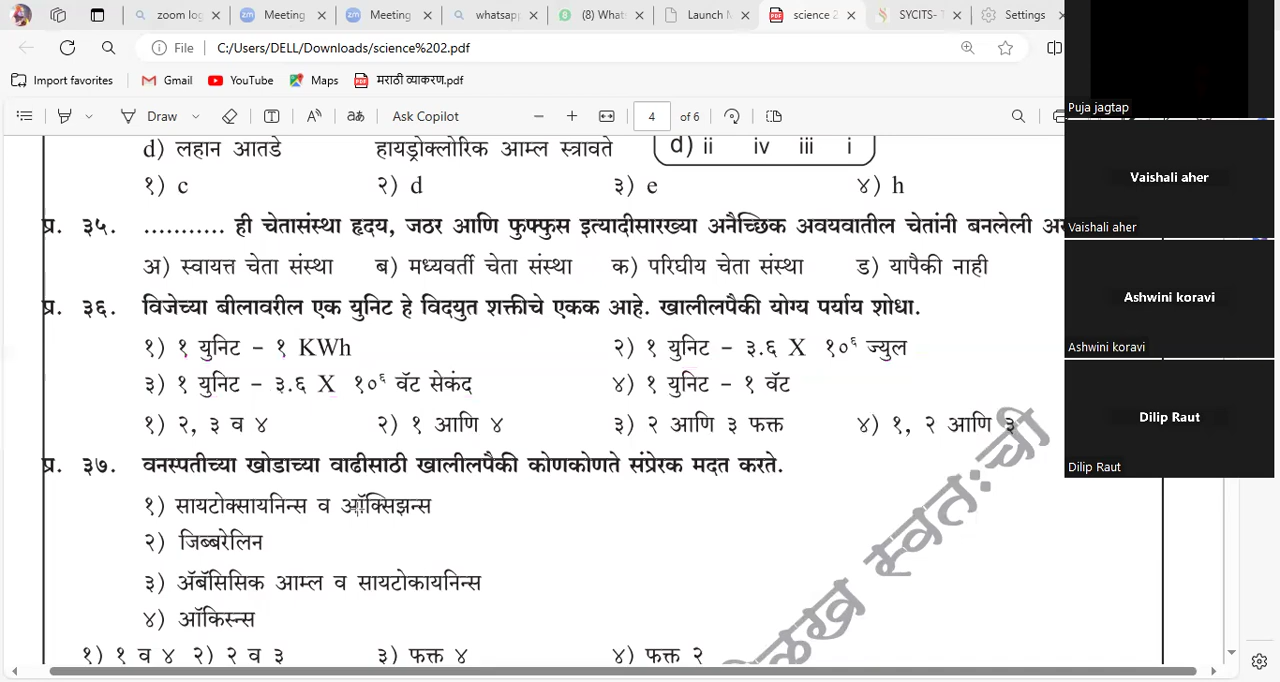 zoom log
Meeting
Meeting
whatsapp
(8) What
Launch M
science 2
SYCITS- T
Settings
File
C:/Users/DELL/Downloads/science%202.pdf
Import favorites
Gmail
YouTube
Maps
मराठी व्याकरण.pdf
Draw
Ask Copilot
4
of 6
d) लहान आतडे हायड्रोक्लोरिक आम्ल स्त्रावते d) ii iv iii i
१) c २) d ३) e ४) h
प्र. ३५. ........... ही चेतासंस्था हृदय, जठर आणि फुफ्फुस इत्यादीसारख्या अनैच्छिक अवयवातील चेतांनी बनलेली
अ) स्वायत्त चेता संस्था ब) मध्यवर्ती चेता संस्था क) परिघीय चेता संस्था ड) यापैकी नाही
प्र. ३६. विजेच्या बीलावरील एक युनिट हे विदयुत शक्तीचे एकक आहे. खालीलपैकी योग्य पर्याय शोधा.
१) १ युनिट – १ KWh २) १ युनिट – ३.६ X १०⁶ ज्युल
३) १ युनिट – ३.६ X १०⁶ वॅट सेकंद ४) १ युनिट – १ वॅट
१) २, ३ व ४ २) १ आणि ४ ३) २ आणि ३ फक्त ४) १, २ आणि ३
प्र. ३७. वनस्पतीच्या खोडाच्या वाढीसाठी खालीलपैकी कोणकोणते संप्रेरक मदत करते.
१) सायटोक्सायनिन्स व ऑक्सिझन्स
२) जिब्बरेलिन
३) ॲबॅसिसिक आम्ल व सायटोकायनिन्स
४) ऑकिस्न्स
१) १ व ४ २) २ व ३ ३) फक्त ४ ४) फक्त २
स्वतःची
Puja jagtap
Vaishali aher
Vaishali aher
Ashwini koravi
Ashwini koravi
Dilip Raut
Dilip Raut